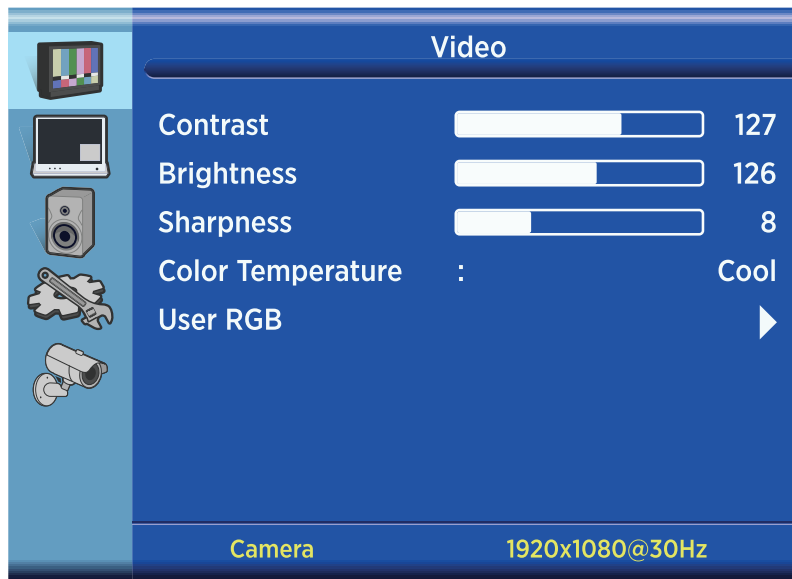 Video
Contrast 127
Brightness 126
Sharpness 8
Color Temperature : Cool
User RGB
Camera 1920x1080@30Hz